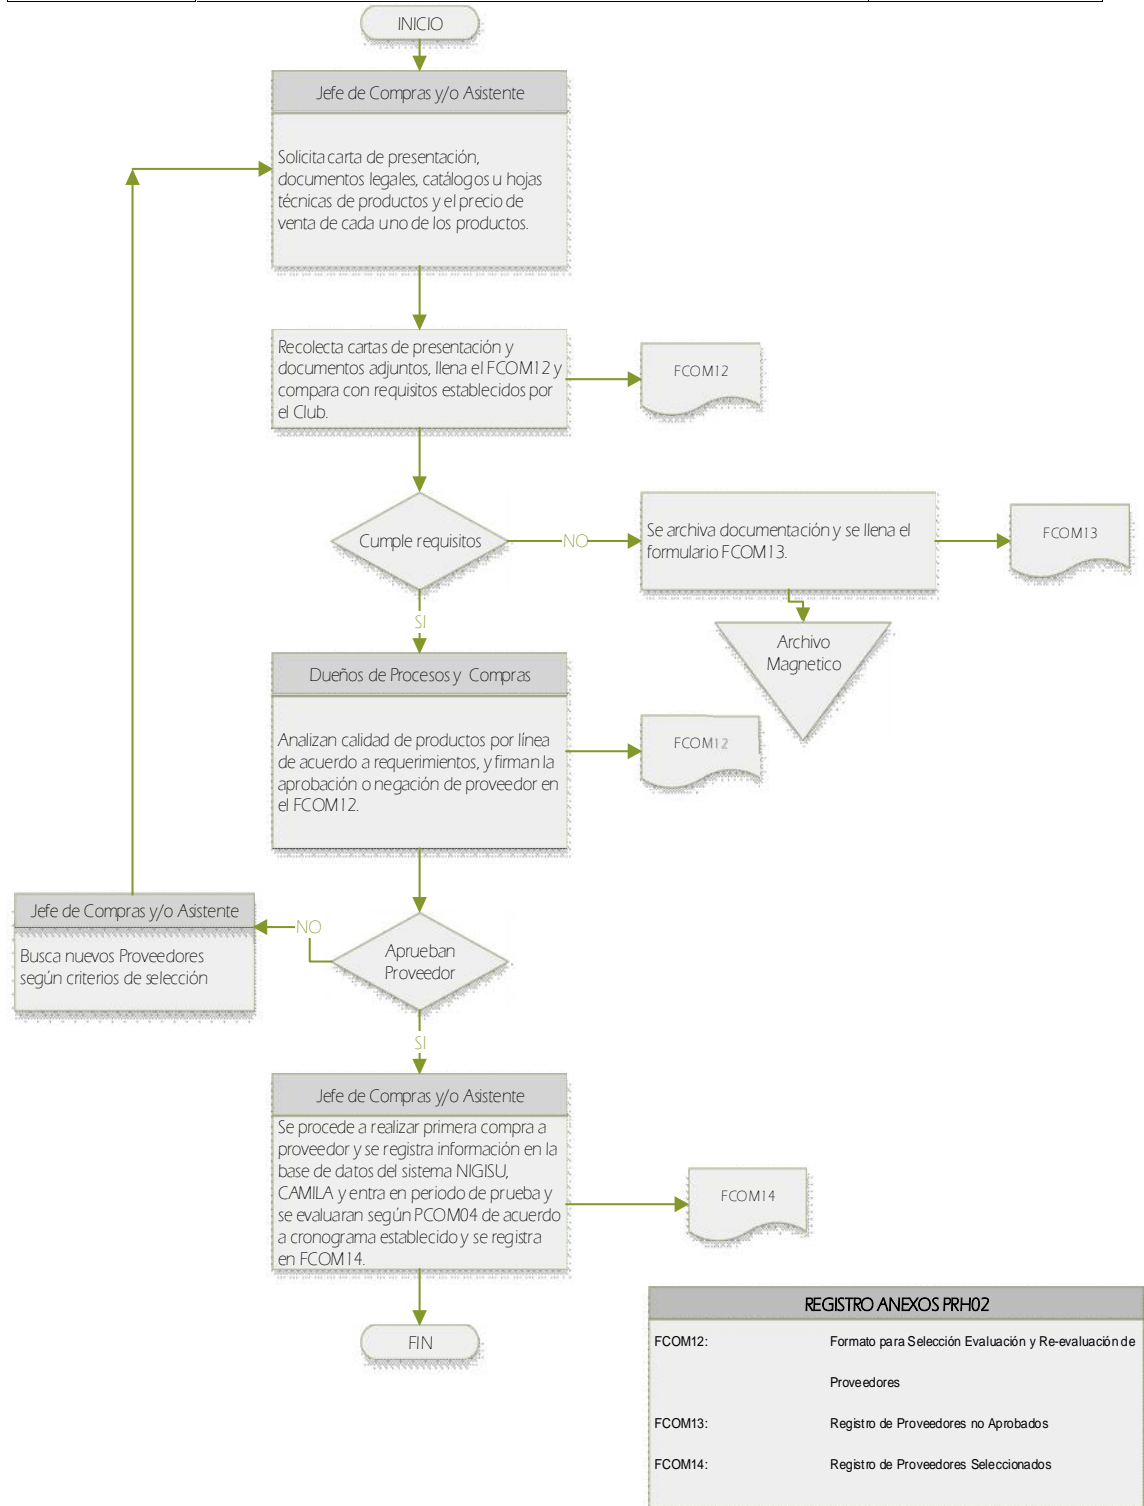 INICIO
Jefe de Compras y/o Asistente
Solicita carta de presentación,
documentos legales, catálogos u hojas
técnicas de productos y el precio de
venta de cada uno de los productos.
Recolecta cartas de presentación y
documentos adjuntos, llena el FCOM12 y
compara con requisitos establecidos por
el Club.
FCOM12
Cumple requisitos
NO
Se archiva documentación y se llena el
formulario FCOM13.
FCOM13
Archivo
Magnetico
SI
Dueños de Procesos y Compras
Analizan calidad de productos por línea
de acuerdo a requerimientos, y firman la
aprobación o negación de proveedor en
el FCOM12.
FCOM12
Aprueban
Proveedor
NO
Jefe de Compras y/o Asistente
Busca nuevos Proveedores
según criterios de selección
SI
Jefe de Compras y/o Asistente
Se procede a realizar primera compra a
proveedor y se registra información en la
base de datos del sistema NIGISU,
CAMILA y entra en periodo de prueba y
se evaluaran según PCOM04 de acuerdo
a cronograma establecido y se registra
en FCOM14.
FCOM14
FIN
REGISTRO ANEXOS PRH02
FCOM12: Formato para Selección Evaluación y Re-evaluación de
Proveedores
FCOM13: Registro de Proveedores no Aprobados
FCOM14: Registro de Proveedores Seleccionados